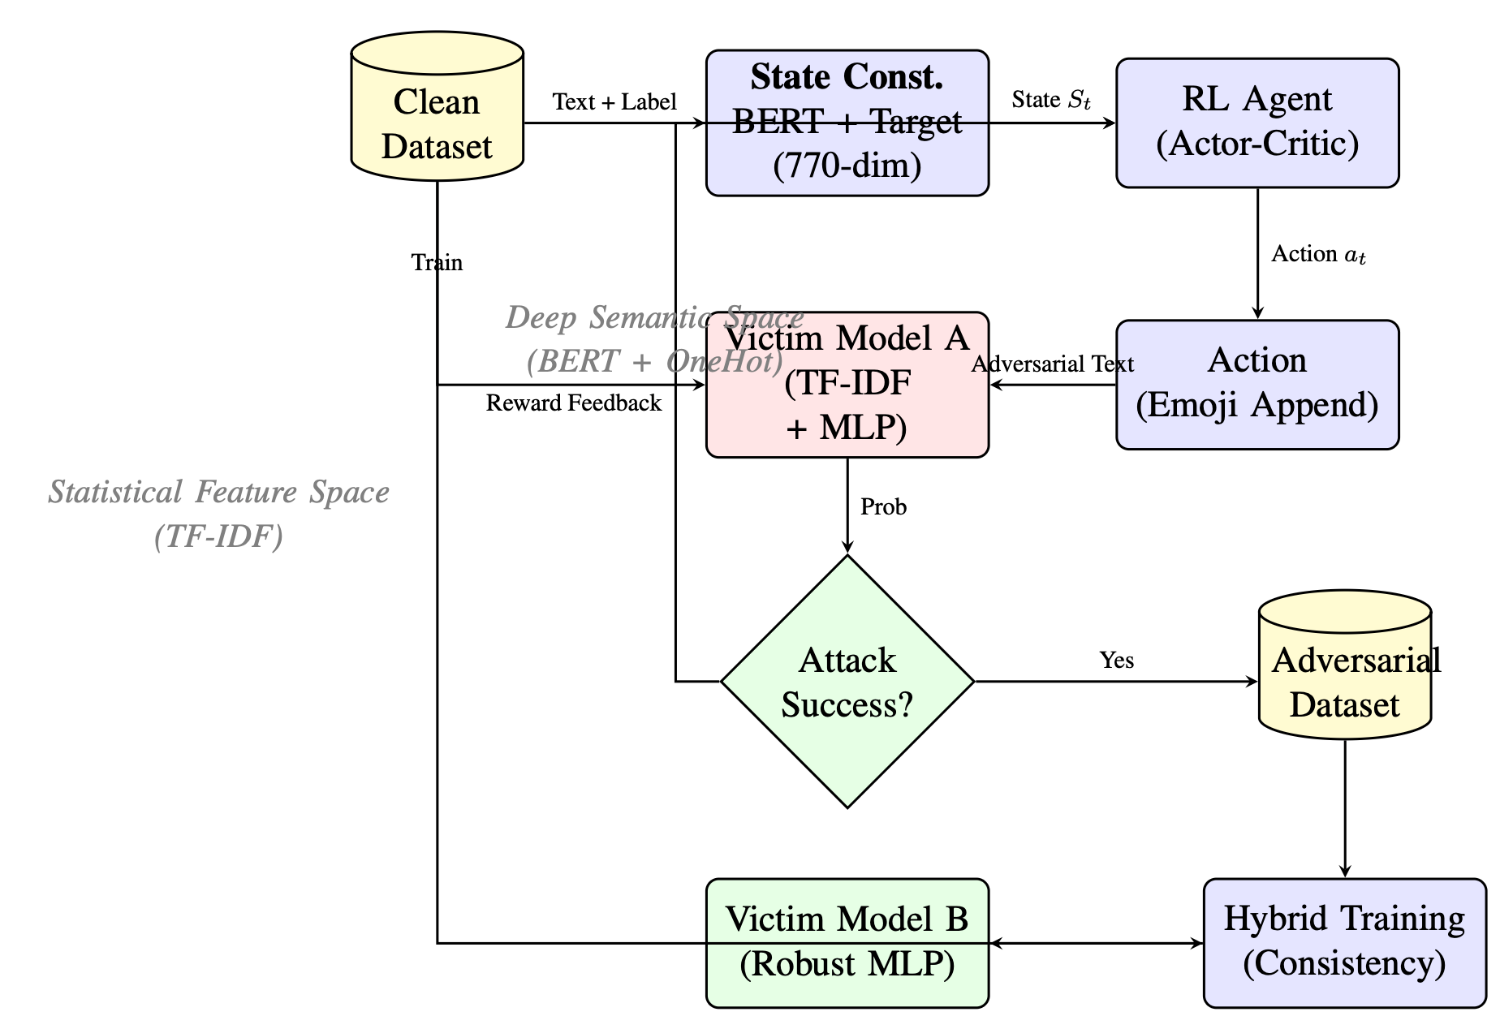 Clean
Dataset
Text + Label
State Const.
BERT + Target
(770-dim)
State Sₜ
RL Agent
(Actor-Critic)
Train
Action aₜ
Deep Semantic Space
(BERT + OneHot)
Victim Model A
(TF-IDF
+ MLP)
Adversarial Text
Action
(Emoji Append)
Reward Feedback
Statistical Feature Space
(TF-IDF)
Prob
Attack
Success?
Yes
Adversarial
Dataset
Victim Model B
(Robust MLP)
Hybrid Training
(Consistency)